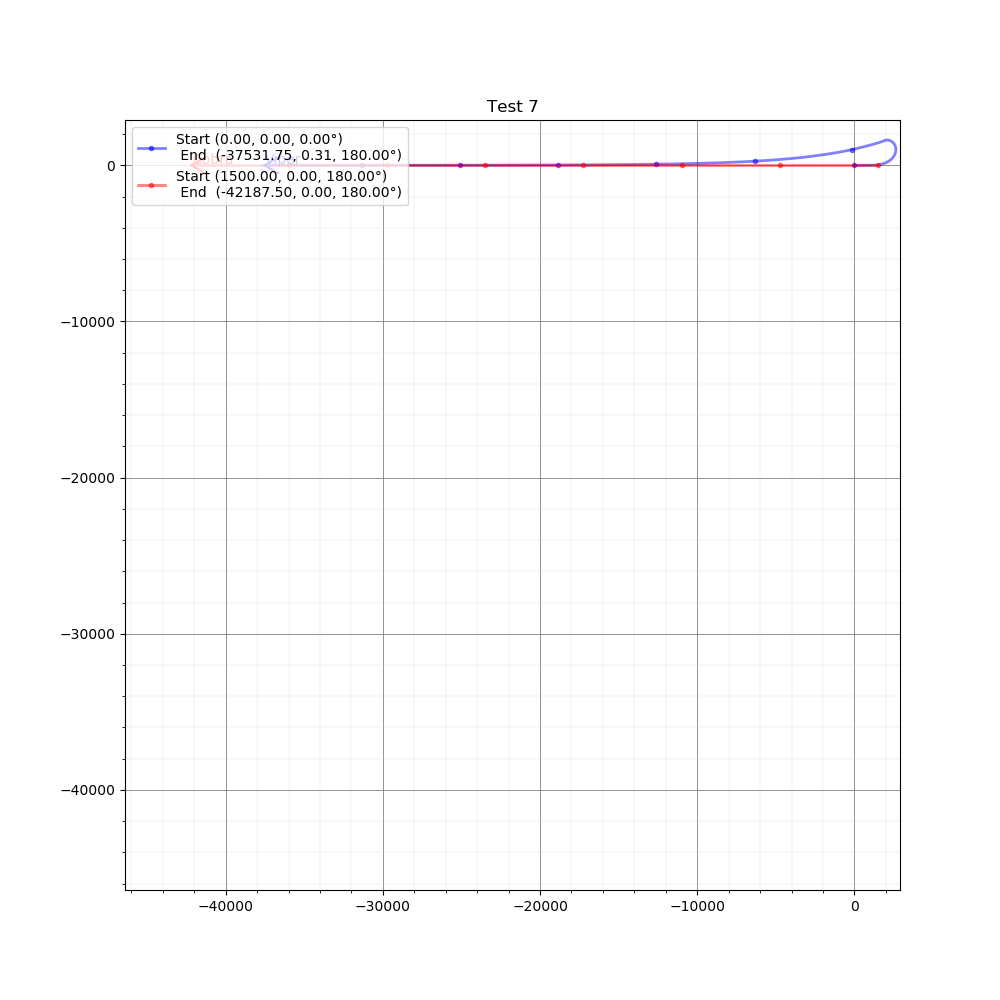 Test 7
Start (0.00, 0.00, 0.00°)
End (-37531.75, 0.31, 180.00°)
Start (1500.00, 0.00, 180.00°)
End (-42187.50, 0.00, 180.00°)
0
−10000
−20000
−30000
−40000
−40000
−30000
−20000
−10000
0